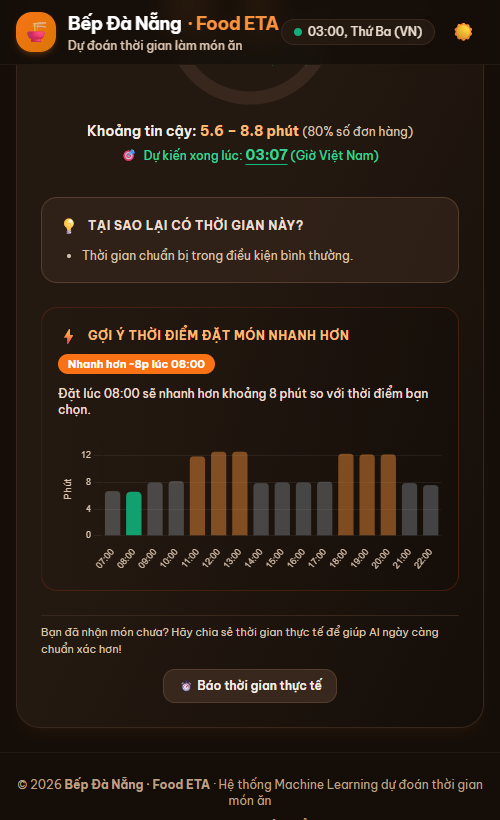 Bếp Đà Nẵng · Food ETA
Dự đoán thời gian làm món ăn
03:00, Thứ Ba (VN)
Khoảng tin cậy: 5.6 – 8.8 phút (80% số đơn hàng)
Dự kiến xong lúc: 03:07 (Giờ Việt Nam)
TẠI SAO LẠI CÓ THỜI GIAN NÀY?
• Thời gian chuẩn bị trong điều kiện bình thường.
GỢI Ý THỜI ĐIỂM ĐẶT MÓN NHANH HƠN
Nhanh hơn ~8p lúc 08:00
Đặt lúc 08:00 sẽ nhanh hơn khoảng 8 phút so với thời điểm bạn
chọn.
Phút
12
8
4
0
07:00
08:00
09:00
10:00
11:00
12:00
13:00
14:00
15:00
16:00
17:00
18:00
19:00
20:00
21:00
22:00
Bạn đã nhận món chưa? Hãy chia sẻ thời gian thực tế để giúp AI ngày càng
chuẩn xác hơn!
Báo thời gian thực tế
© 2026 Bếp Đà Nẵng · Food ETA · Hệ thống Machine Learning dự đoán thời gian
món ăn